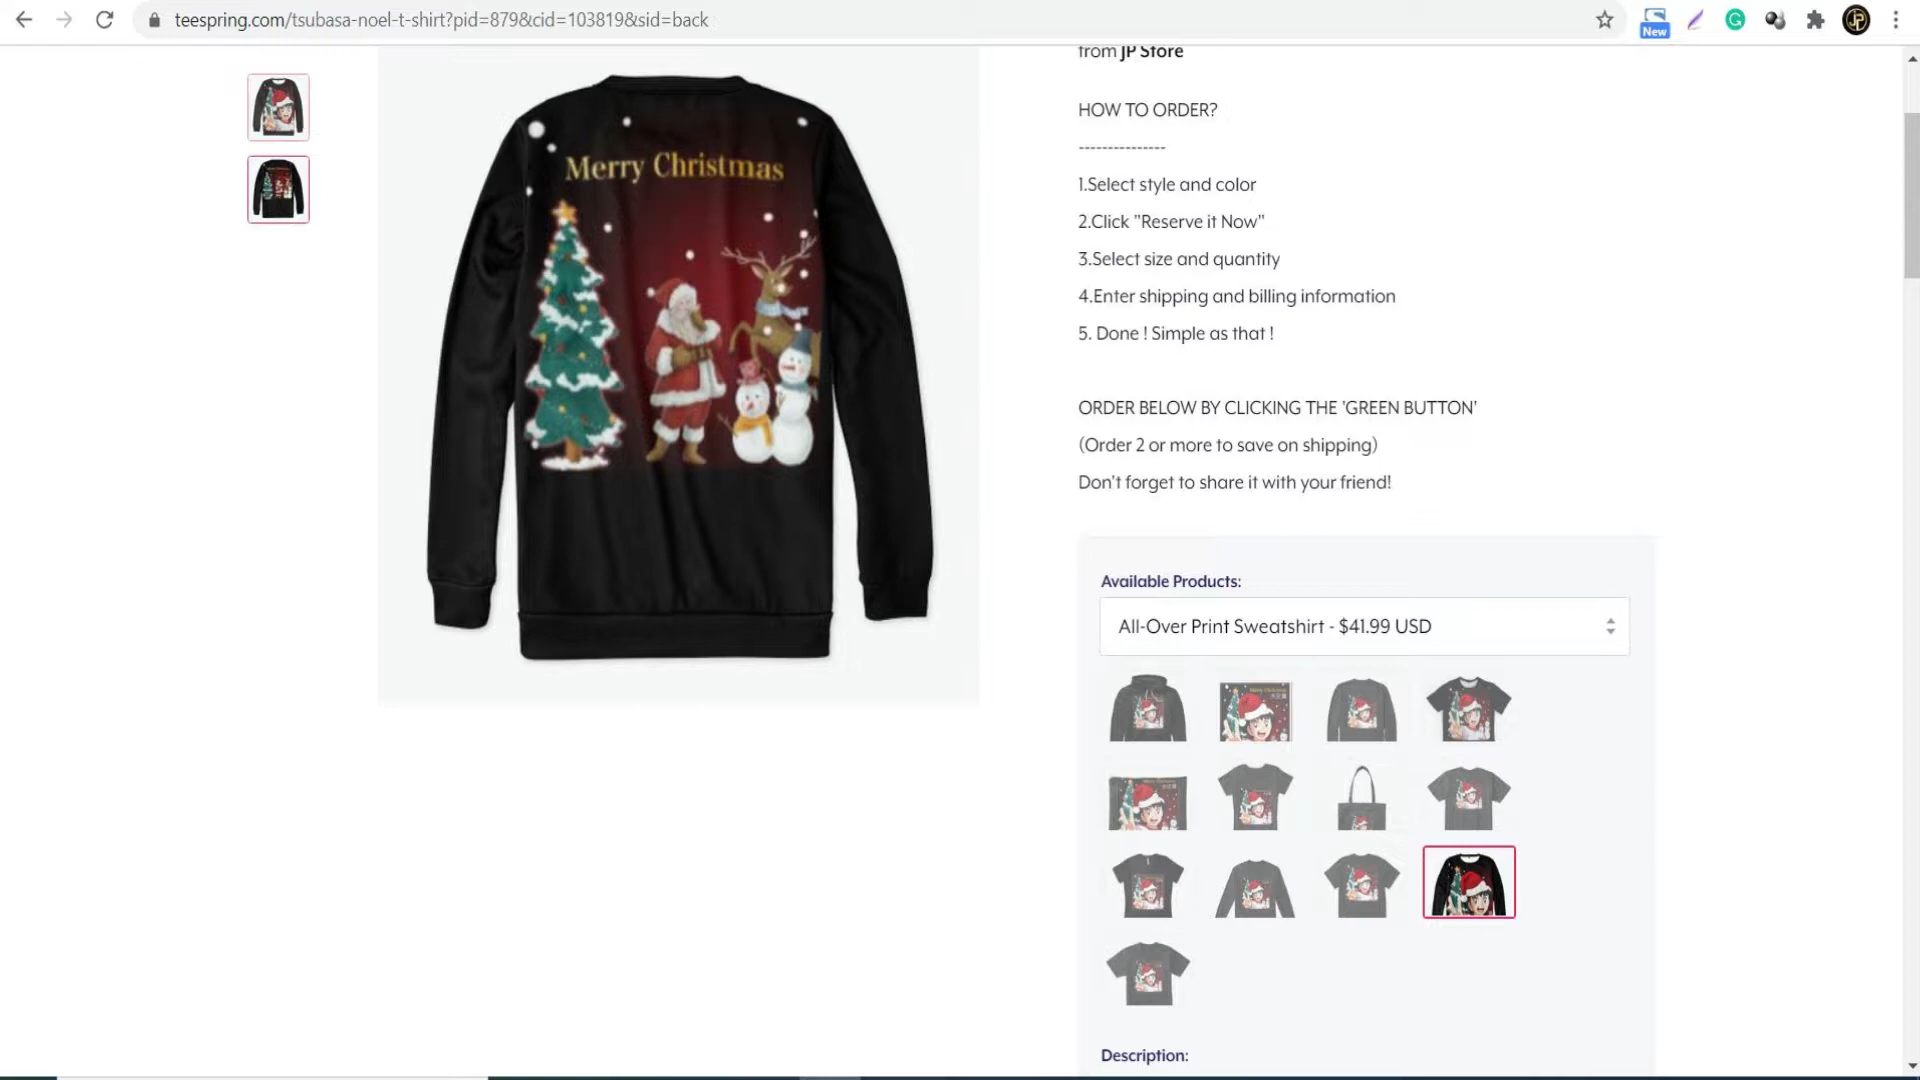 teespring.com/tsubasa-noel-t-shirt?pid=879&cid=103819&sid=back
New
JP
from JP Store
Merry Christmas
HOW TO ORDER?
---------------
1.Select style and color
2.Click "Reserve it Now"
3.Select size and quantity
4.Enter shipping and billing information
5. Done ! Simple as that !
ORDER BELOW BY CLICKING THE 'GREEN BUTTON'
(Order 2 or more to save on shipping)
Don't forget to share it with your friend!
Available Products:
All-Over Print Sweatshirt - $41.99 USD
Merry Christmas
Description: